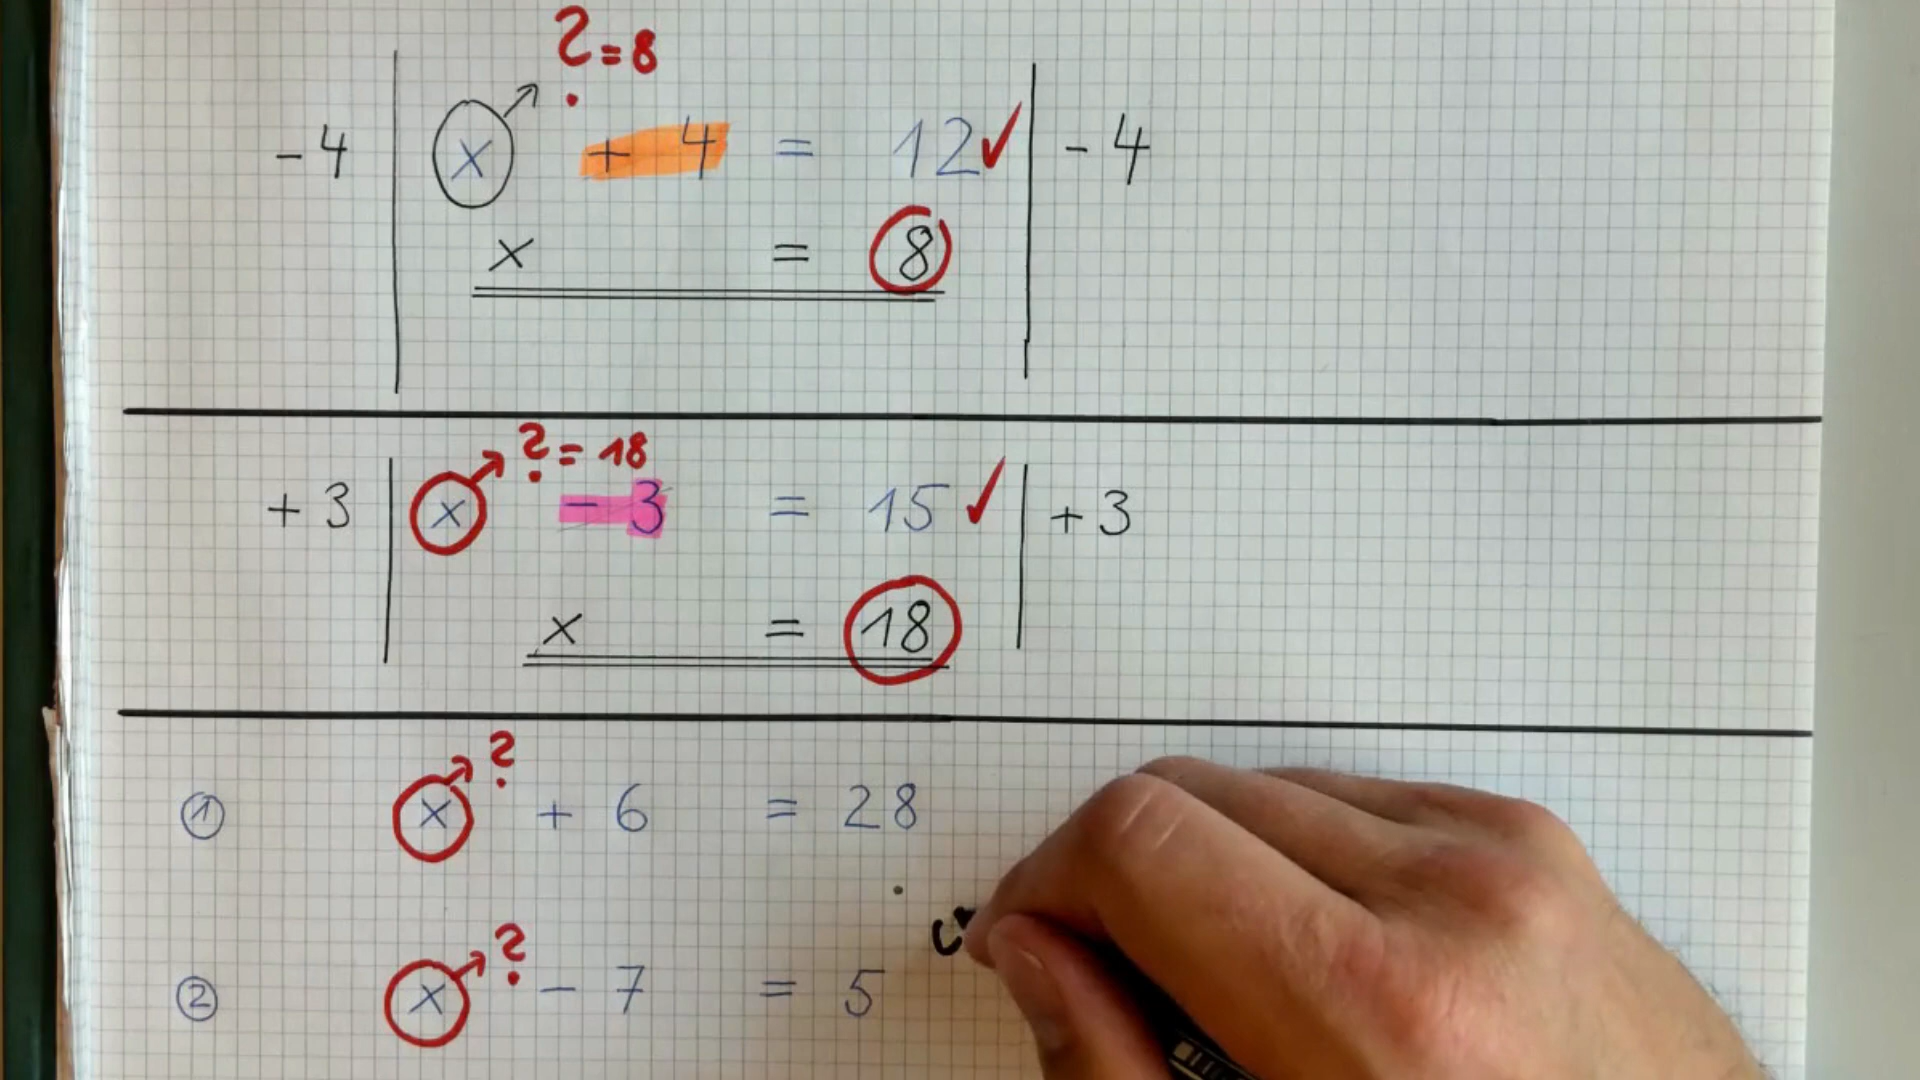 ? = 8
- 4 | x + 4 = 12 ✓ | - 4
x = 8
? = 18
+ 3 | x - 3 = 15 ✓ | + 3
x = 18
?
① x + 6 = 28
?
② x - 7 = 5